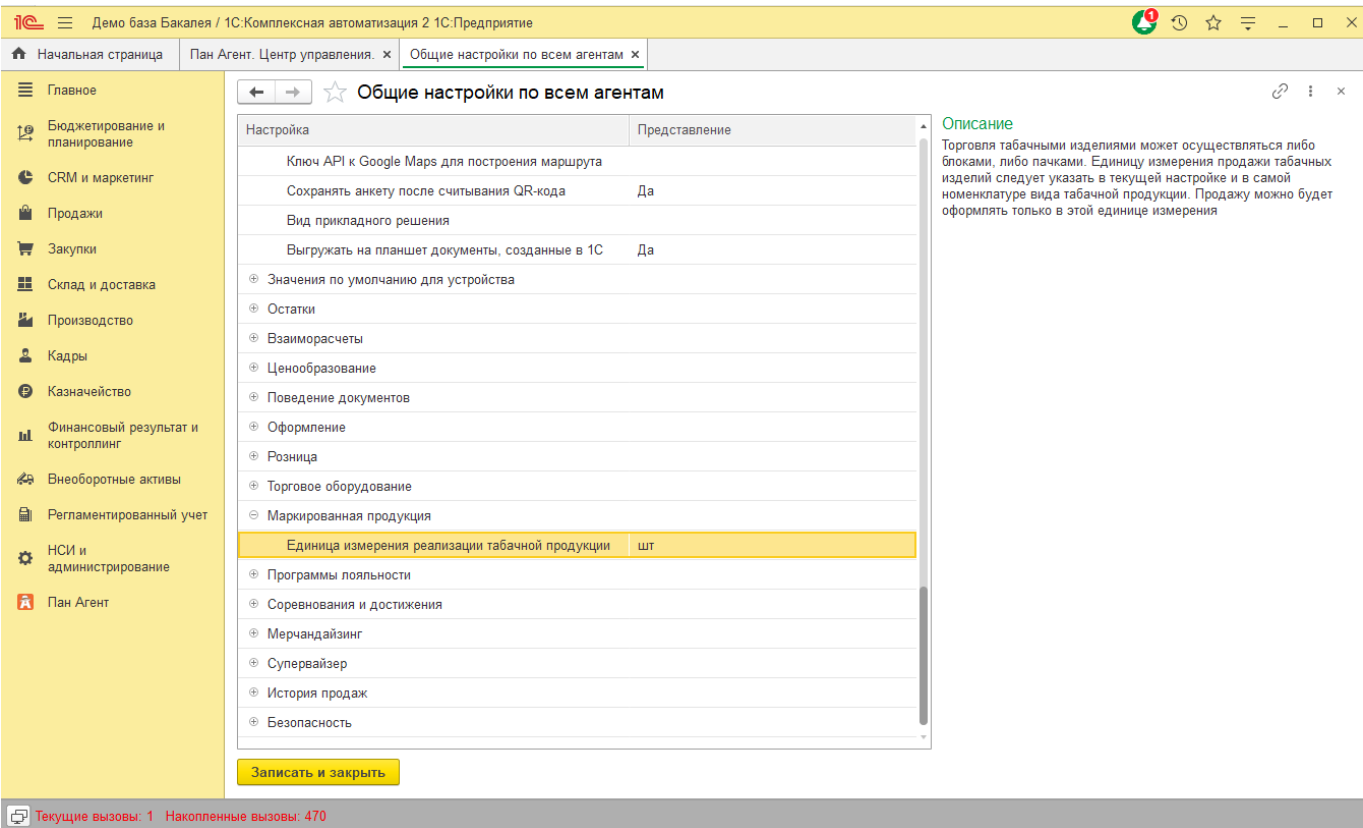 1С Демо база Бакалея / 1С:Комплексная автоматизация 2 1С:Предприятие 1
Начальная страница Пан Агент. Центр управления. × Общие настройки по всем агентам ×
Главное
Бюджетирование и
планирование
CRM и маркетинг
Продажи
Закупки
Склад и доставка
Производство
Кадры
Казначейство
Финансовый результат и
контроллинг
Внеоборотные активы
Регламентированный учет
НСИ и
администрирование
Пан Агент
Общие настройки по всем агентам
Настройка Представление
Ключ API к Google Maps для построения маршрута
Сохранять анкету после считывания QR-кода Да
Вид прикладного решения
Выгружать на планшет документы, созданные в 1С Да
Значения по умолчанию для устройства
Остатки
Взаиморасчеты
Ценообразование
Поведение документов
Оформление
Розница
Торговое оборудование
Маркированная продукция
Единица измерения реализации табачной продукции шт
Программы лояльности
Соревнования и достижения
Мерчандайзинг
Супервайзер
История продаж
Безопасность
Записать и закрыть
Описание
Торговля табачными изделиями может осуществляться либо
блоками, либо пачками. Единицу измерения продажи табачных
изделий следует указать в текущей настройке и в самой
номенклатуре вида табачной продукции. Продажу можно будет
оформлять только в этой единице измерения
Текущие вызовы: 1 Накопленные вызовы: 470